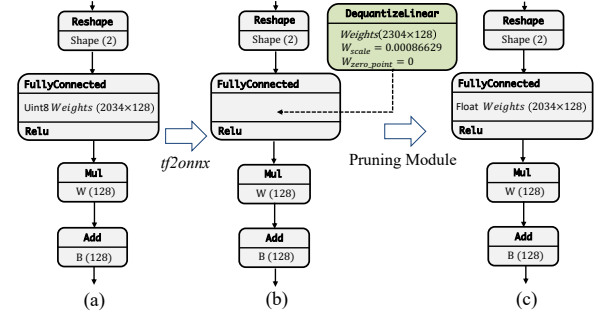 Reshape
Shape (2)
FullyConnected
Uint8 Weights (2034×128)
Relu
Mul
W (128)
Add
B (128)
(a)
tf2onnx
Reshape
Shape (2)
FullyConnected
Relu
Mul
W (128)
Add
B (128)
(b)
DequantizeLinear
Weights(2304×128)
Wscale = 0.00086629
Wzero_point = 0
Pruning Module
Reshape
Shape (2)
FullyConnected
Float Weights (2034×128)
Relu
Mul
W (128)
Add
B (128)
(c)